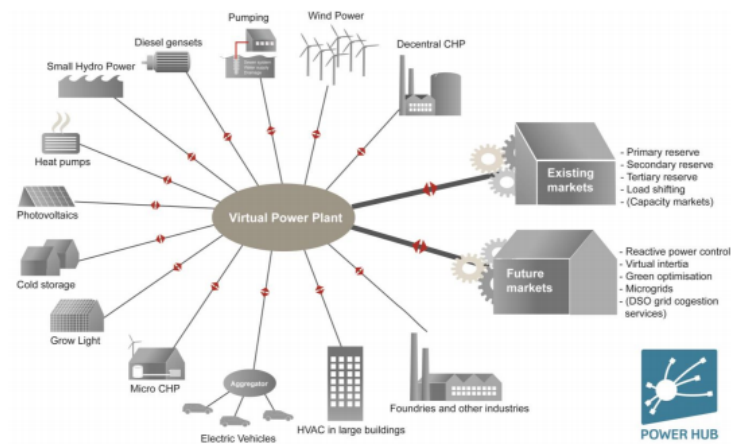 Pumping
Wind Power
Diesel gensets
Decentral CHP
Small Hydro Power
Heat pumps
Photovoltaics
Cold storage
Grow Light
Micro CHP
Aggregator
Electric Vehicles
HVAC in large buildings
Foundries and other industries
Virtual Power Plant
Existing
markets
- Primary reserve
- Secondary reserve
- Tertiary reserve
- Load shifting
- (Capacity markets)
Future
markets
- Reactive power control
- Virtual intertia
- Green optimisation
- Microgrids
- (DSO grid cogestion
services)
POWER HUB